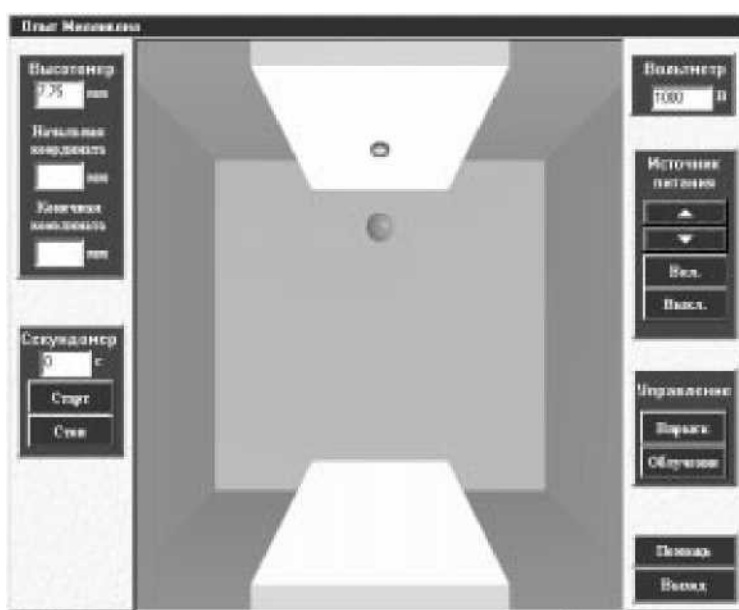 Опыт Милликена
Высотомер
7.75 мм
Начальная
координата
мм
Конечная
координата
мм
Секундомер
0 с
Старт
Стоп
Вольтметр
1080 В
Источник
питания
Вкл.
Выкл.
Управление
Впрыск
Облучение
Помощь
Выход